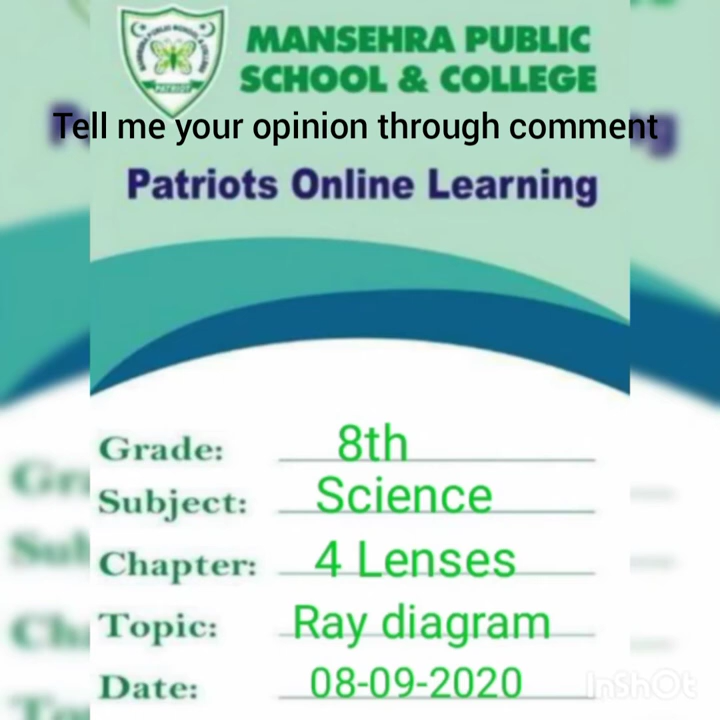 MANSEHRA PUBLIC
SCHOOL & COLLEGE
Tell me your opinion through comment
Patriots Online Learning
Grade: 8th
Subject: Science
Chapter: 4 Lenses
Topic: Ray diagram
Date: 08-09-2020
InShOt